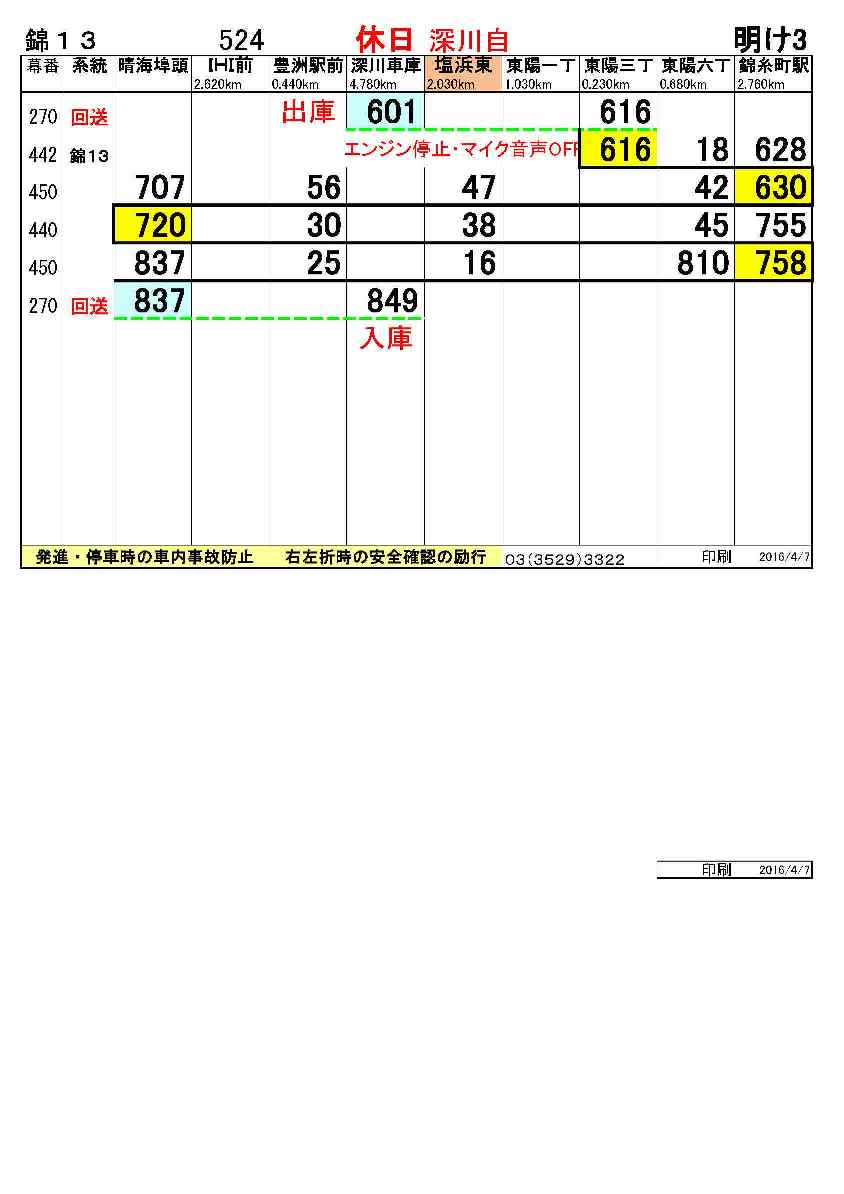 錦１３ 524 休日 深川自 明け3
幕番 系統 晴海埠頭 IHI前 豊洲駅前 深川車庫 塩浜東 東陽一丁 東陽三丁 東陽六丁 錦糸町駅
2.620km 0.440km 4.780km 2.030km 1.030km 0.230km 0.680km 2.760km
270 回送 出庫 601 616
442 錦13 エンジン停止･マイク音声OFF 616 18 628
450 707 56 47 42 630
440 720 30 38 45 755
450 837 25 16 810 758
270 回送 837 849
入庫
発進・停車時の車内事故防止 右左折時の安全確認の励行 03(3529)3322 印刷 2016/4/7
印刷 2016/4/7